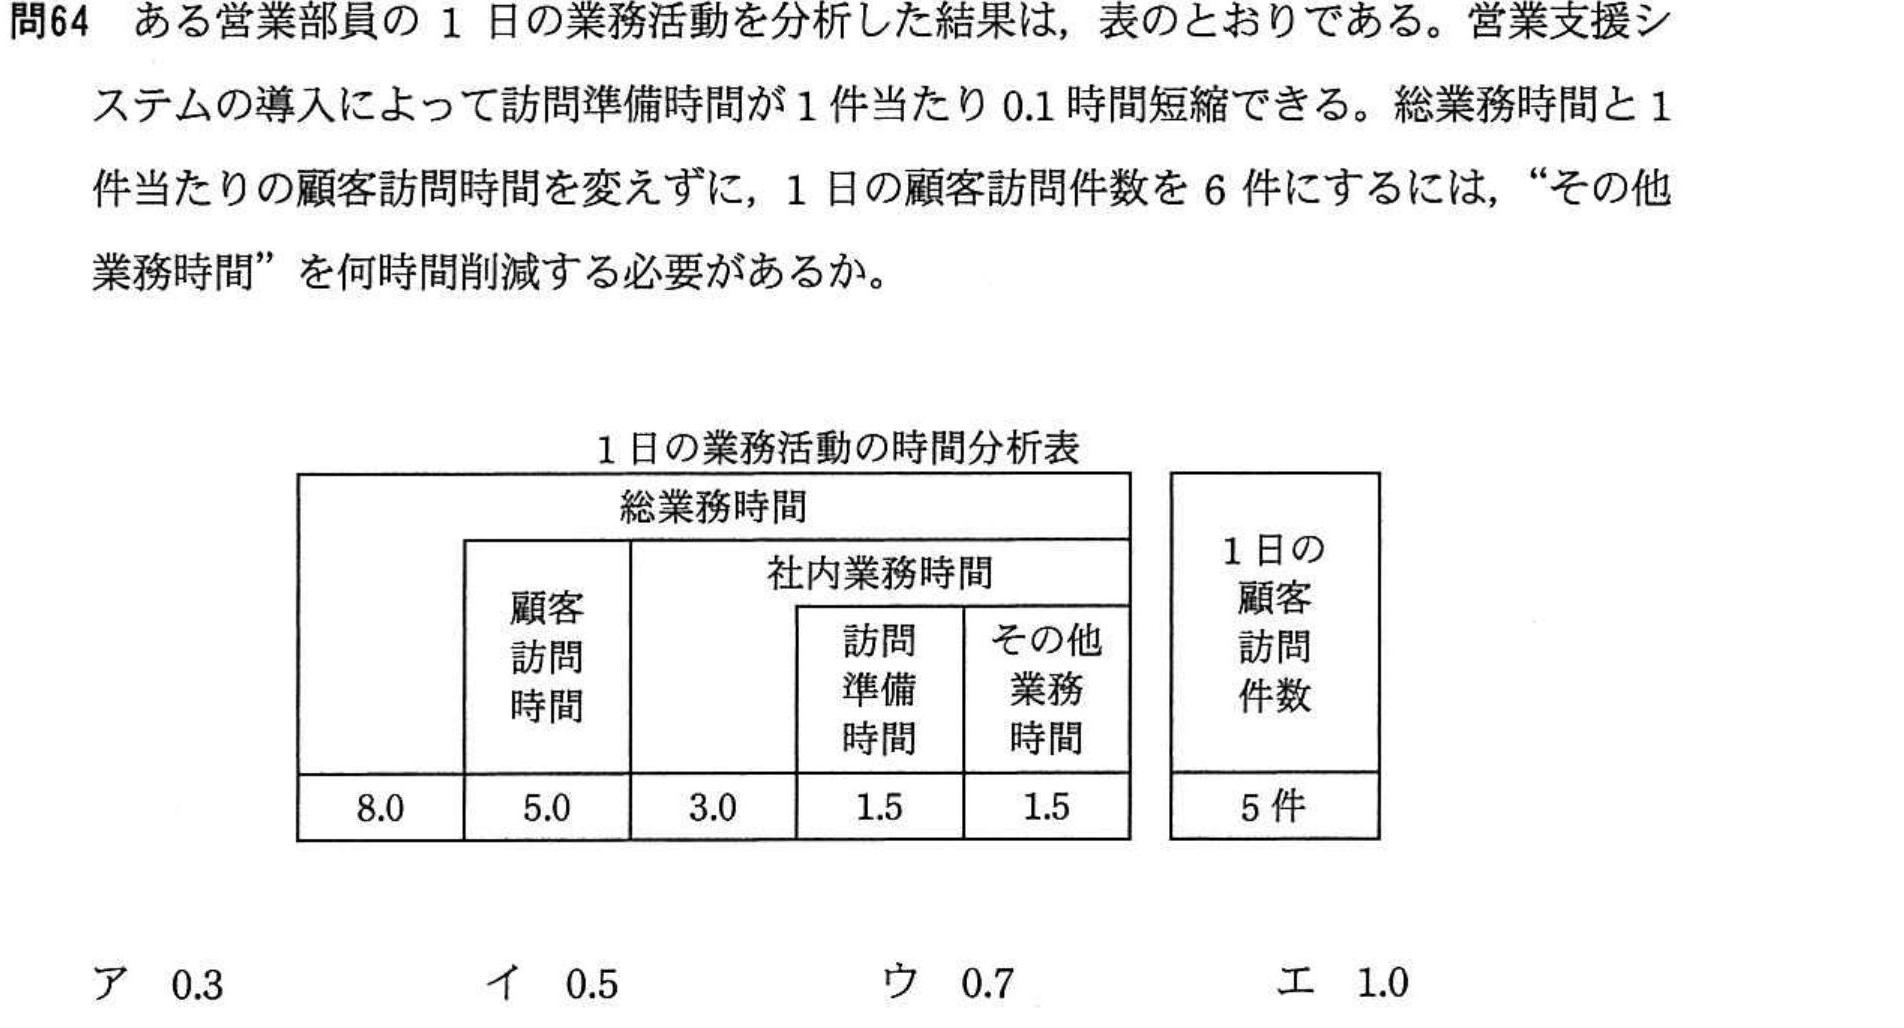 問64　ある営業部員の 1 日の業務活動を分析した結果は，表のとおりである。営業支援シ
ステムの導入によって訪問準備時間が 1 件当たり 0.1 時間短縮できる。総業務時間と 1
件当たりの顧客訪問時間を変えずに，1 日の顧客訪問件数を 6 件にするには，“その他
業務時間”を何時間削減する必要があるか。
1 日の業務活動の時間分析表
総業務時間
社内業務時間
顧客
訪問
時間
訪問
準備
時間
その他
業務
時間
1 日の
顧客
訪問
件数
8.0　5.0　3.0　1.5　1.5　5 件
ア　0.3　イ　0.5　ウ　0.7　エ　1.0